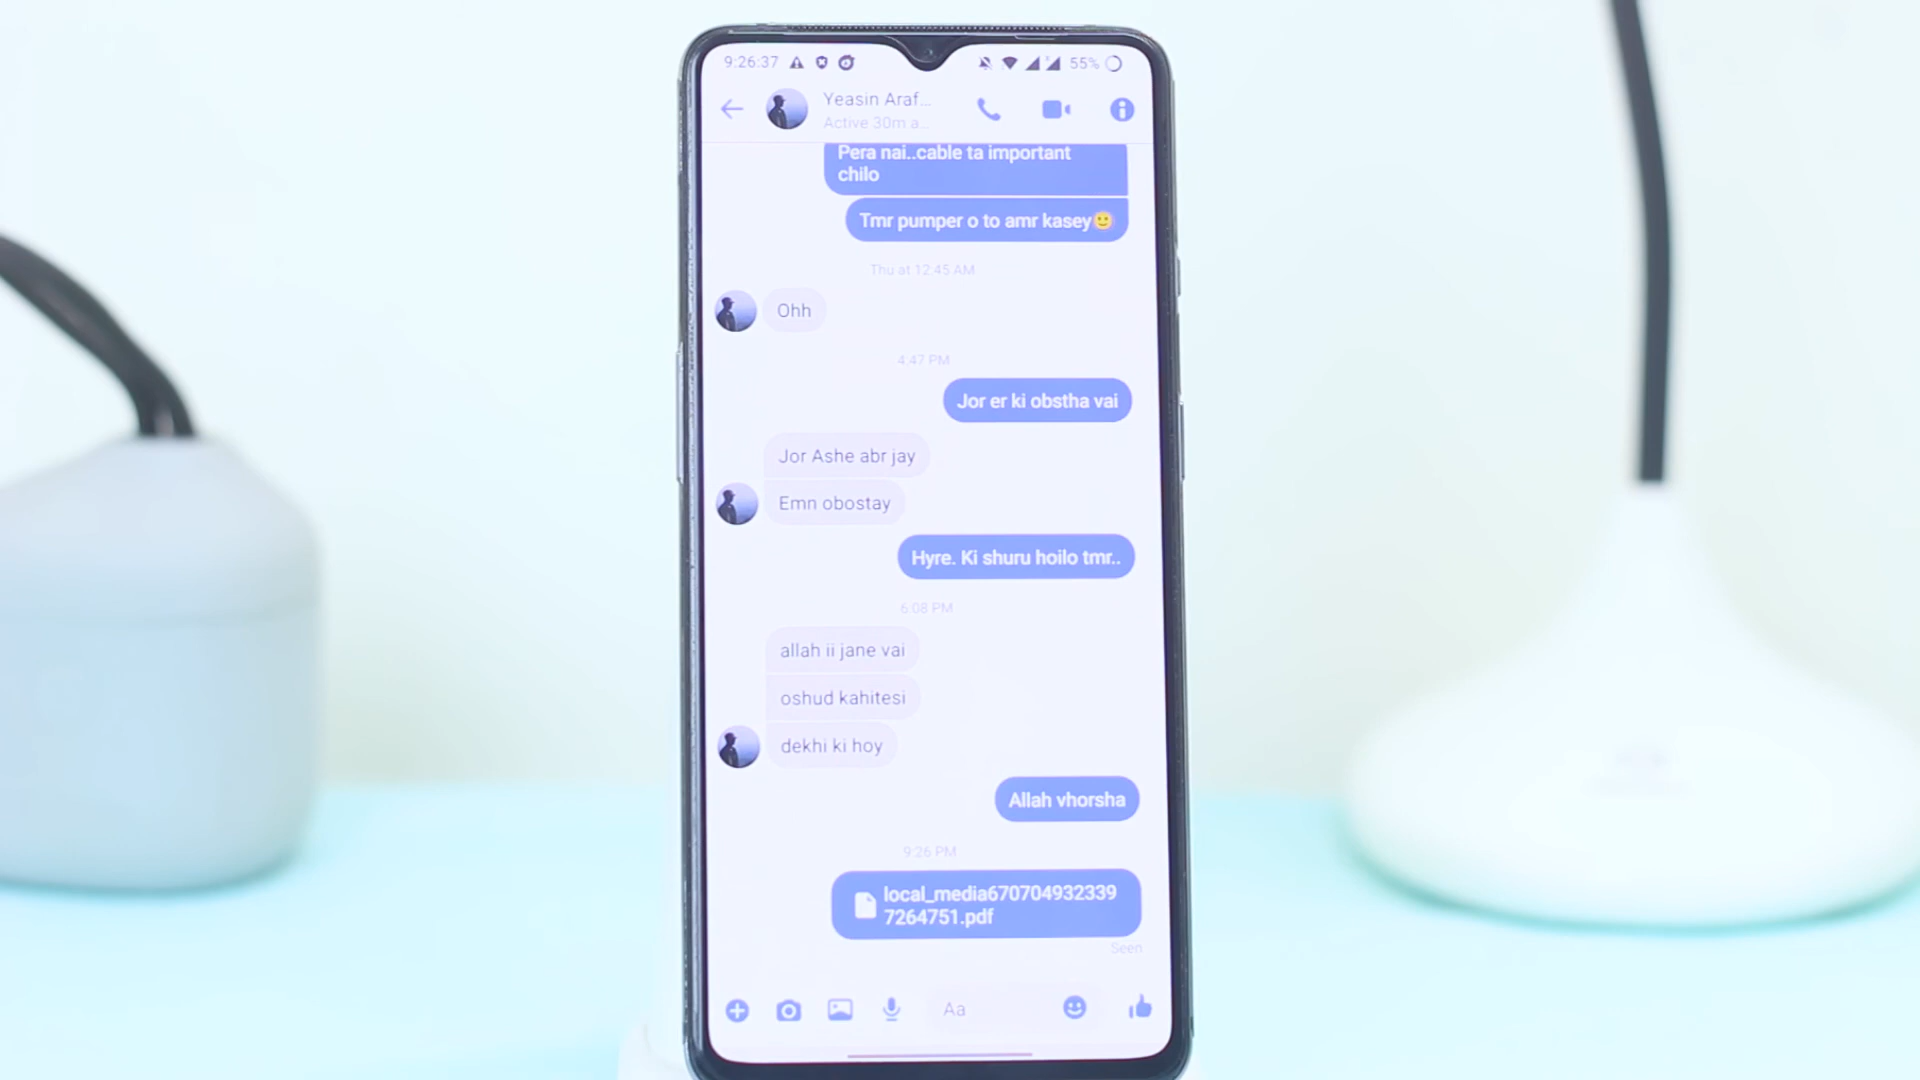 9:26:37
55%
Yeasin Araf...
Active 30m a...
Pera nai..cable ta important
chilo
Tmr pumper o to amr kasey🙂
Thu at 12:45 AM
Ohh
4:47 PM
Jor er ki obstha vai
Jor Ashe abr jay
Emn obostay
Hyre. Ki shuru hoilo tmr..
6:08 PM
allah ii jane vai
oshud kahitesi
dekhi ki hoy
Allah vhorsha
9:26 PM
local_media670704932339
7264751.pdf
Seen
Aa